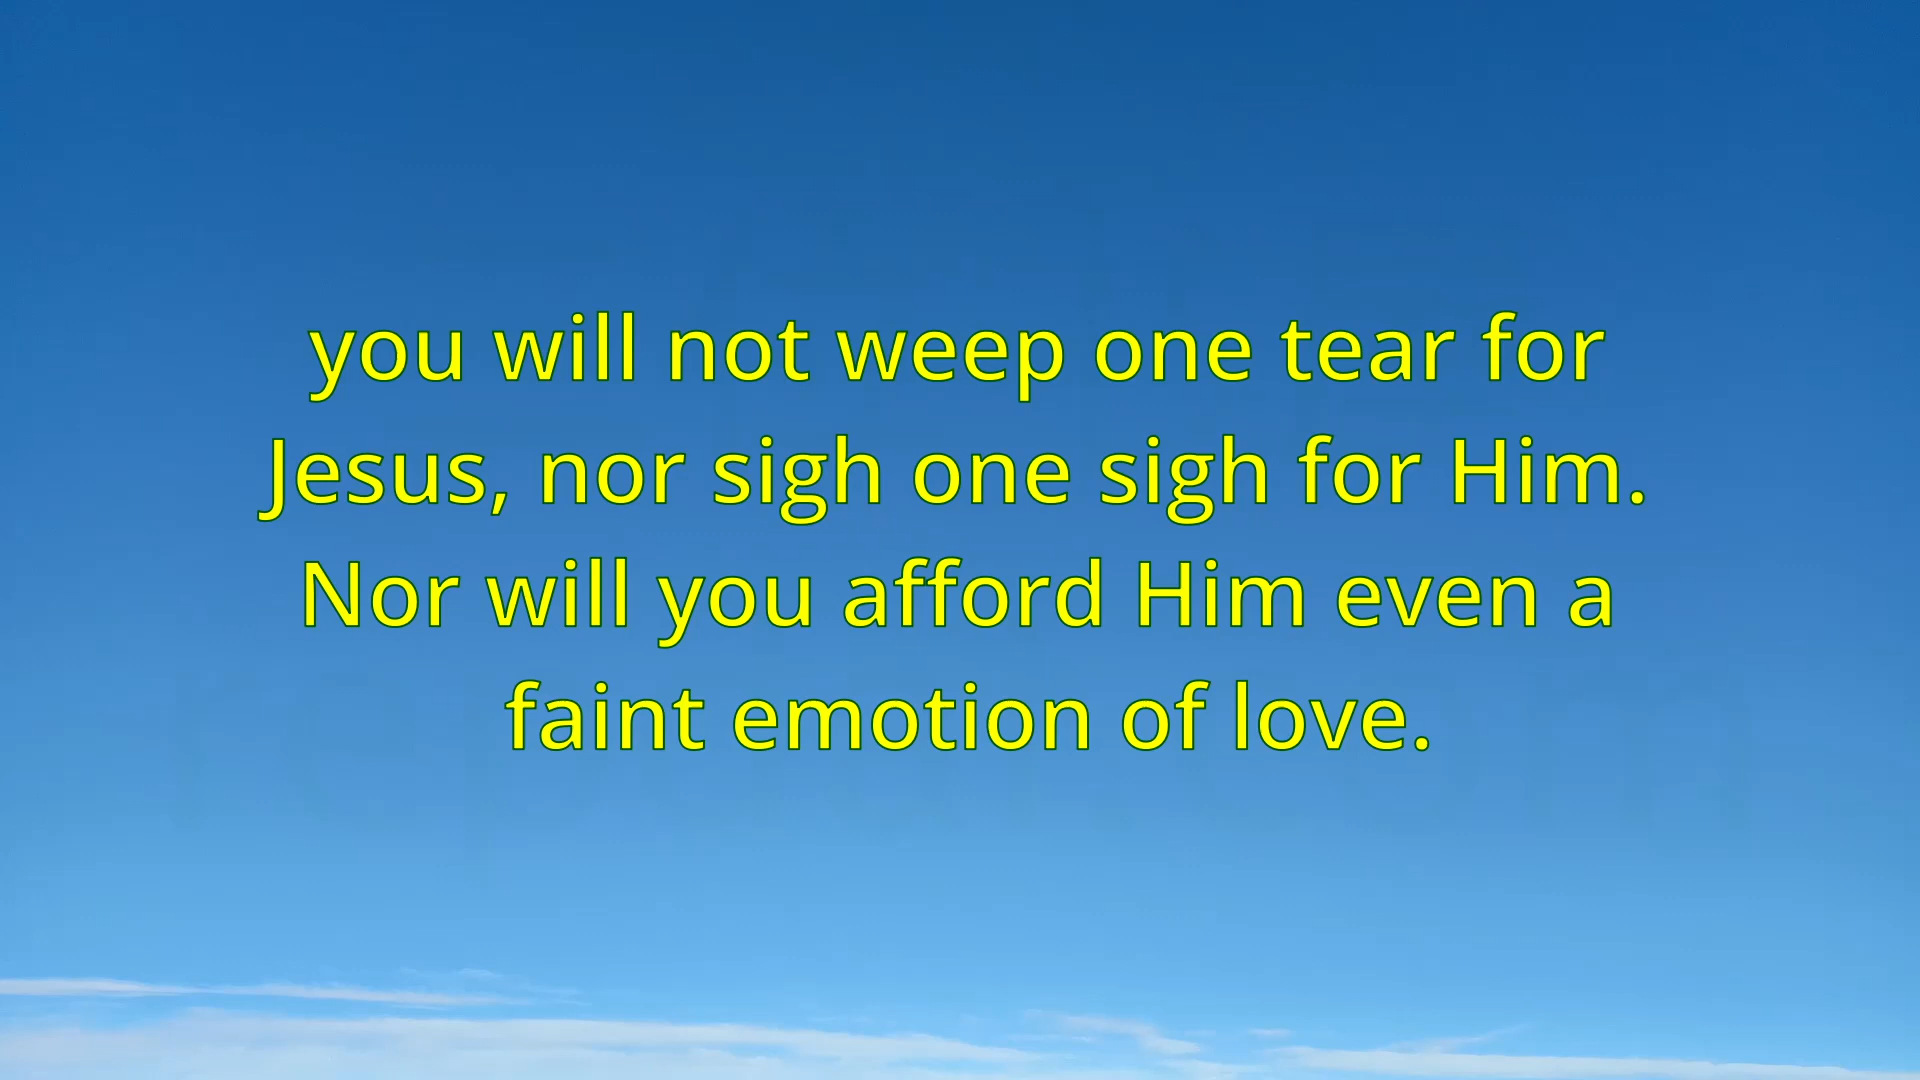 you will not weep one tear for
Jesus, nor sigh one sigh for Him.
Nor will you afford Him even a
faint emotion of love.